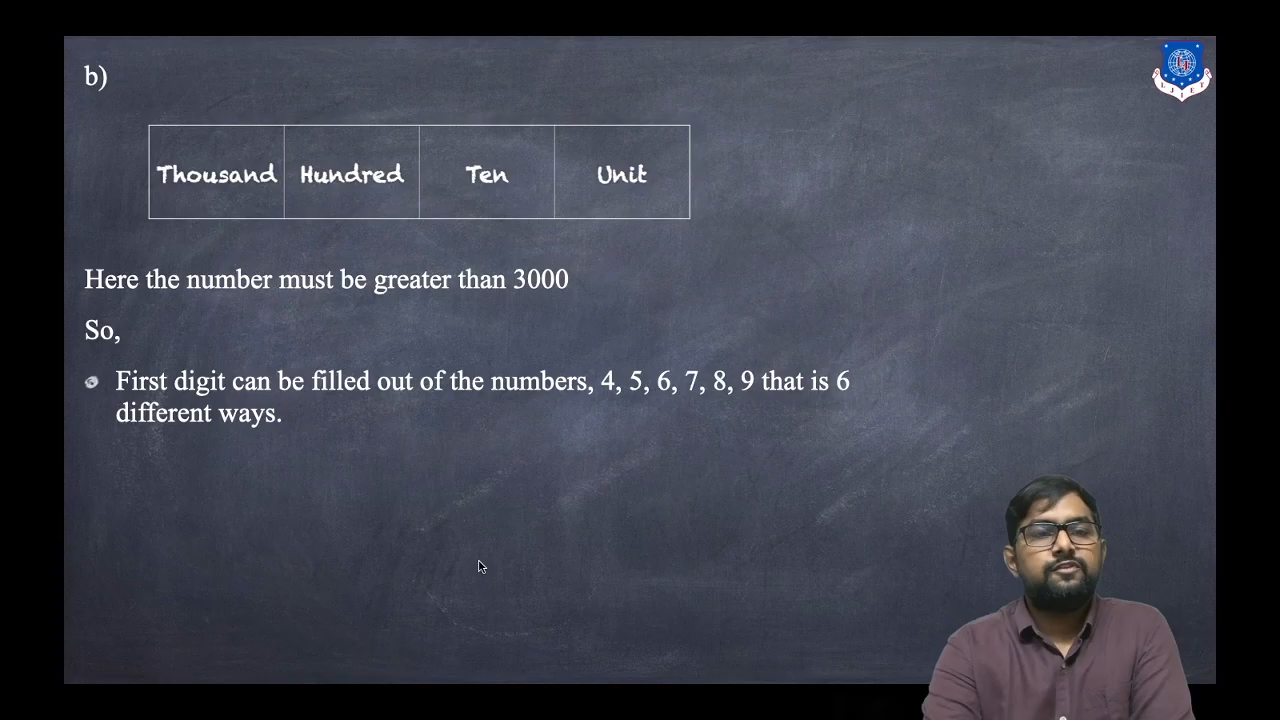 b)
Thousand Hundred Ten Unit
Here the number must be greater than 3000
So,
First digit can be filled out of the numbers, 4, 5, 6, 7, 8, 9 that is 6
different ways.
L J I E T